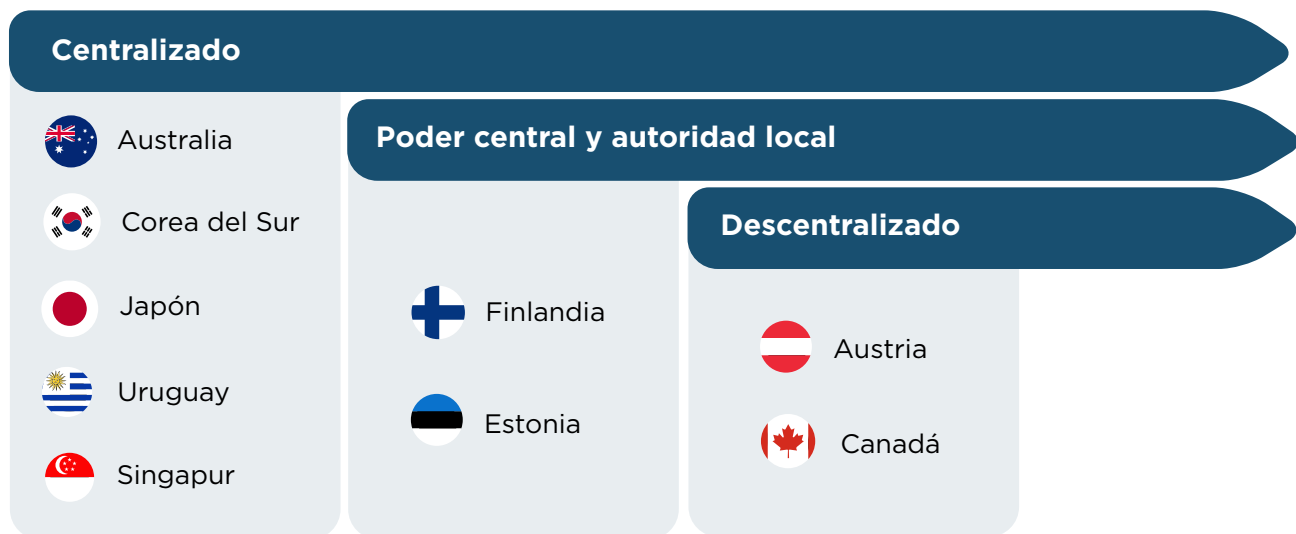 Centralizado
Australia
Corea del Sur
Japón
Uruguay
Singapur
Poder central y autoridad local
Finlandia
Estonia
Descentralizado
Austria
Canadá